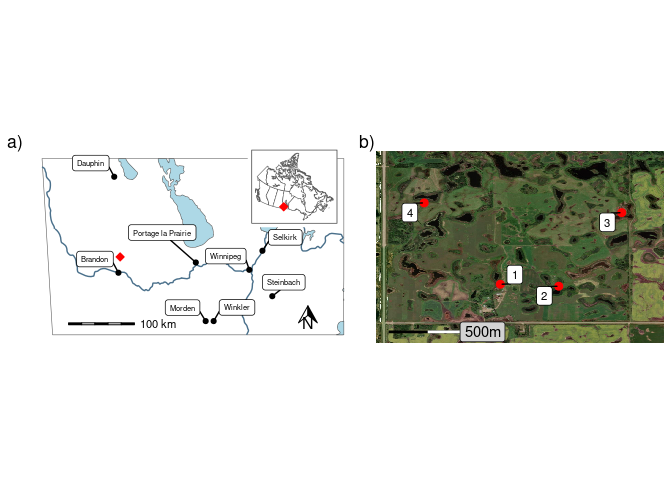 a)
b)
Dauphin
Portage la Prairie
Selkirk
Brandon
Winnipeg
Steinbach
Morden
Winkler
100 km
N
4
3
1
2
500m